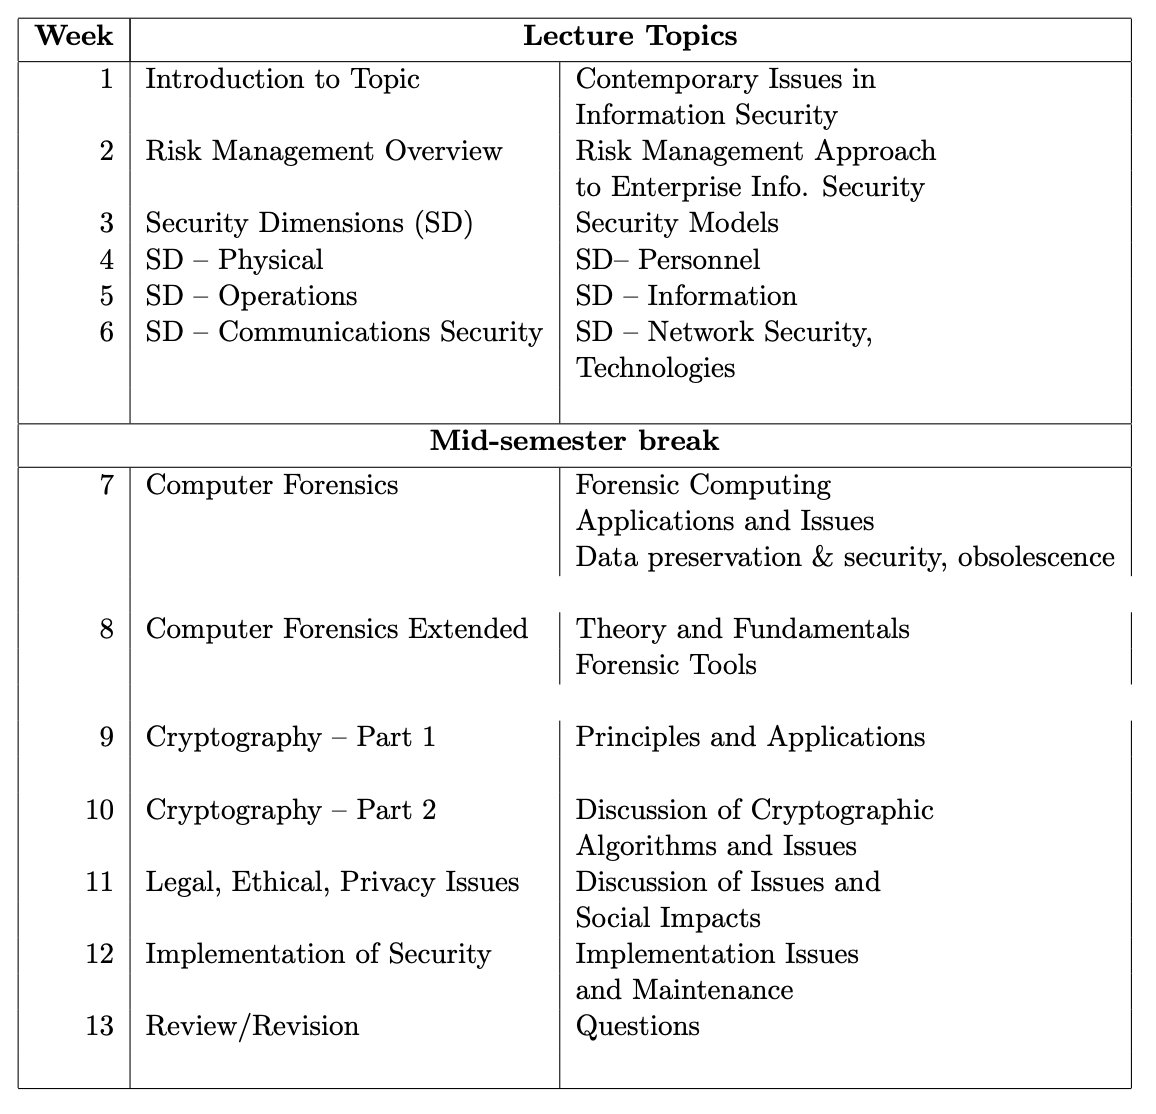 Week Lecture Topics
1 Introduction to Topic Contemporary Issues in
Information Security
2 Risk Management Overview Risk Management Approach
to Enterprise Info. Security
3 Security Dimensions (SD) Security Models
4 SD – Physical SD– Personnel
5 SD – Operations SD – Information
6 SD – Communications Security SD – Network Security,
Technologies
Mid-semester break
7 Computer Forensics Forensic Computing
Applications and Issues
Data preservation & security, obsolescence
8 Computer Forensics Extended Theory and Fundamentals
Forensic Tools
9 Cryptography – Part 1 Principles and Applications
10 Cryptography – Part 2 Discussion of Cryptographic
Algorithms and Issues
11 Legal, Ethical, Privacy Issues Discussion of Issues and
Social Impacts
12 Implementation of Security Implementation Issues
and Maintenance
13 Review/Revision Questions